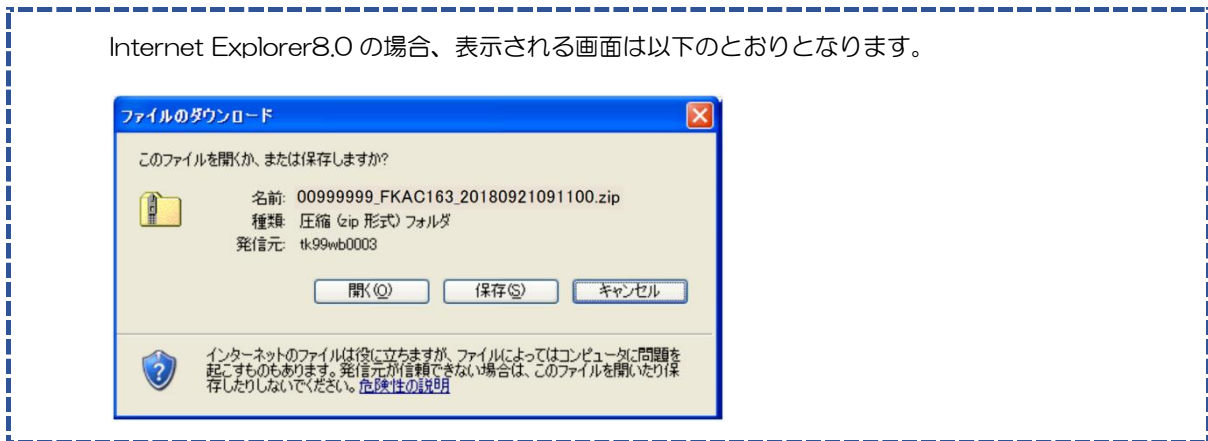 Internet Explorer8.0 の場合、表示される画面は以下のとおりとなります。
ファイルのダウンロード
このファイルを開くか、または保存しますか?
名前: 00999999_FKAC163_20180921091100.zip
種類: 圧縮 (zip 形式) フォルダ
発信元: tk99wb0003
開く(O) 保存(S) キャンセル
インターネットのファイルは役に立ちますが、ファイルによってはコンピュータに問題を
起こすものもあります。発信元が信頼できない場合は、このファイルを開いたり保
存したりしないでください。危険性の説明